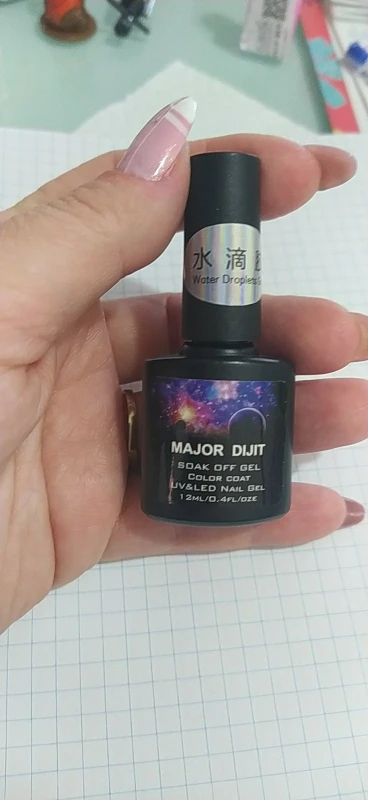 水滴
Water Droplets
MAJOR DIJIT
SOAK OFF GEL
COLOR COAT
UV&LED NAIL GEL
12ML/0.4FL/OZE